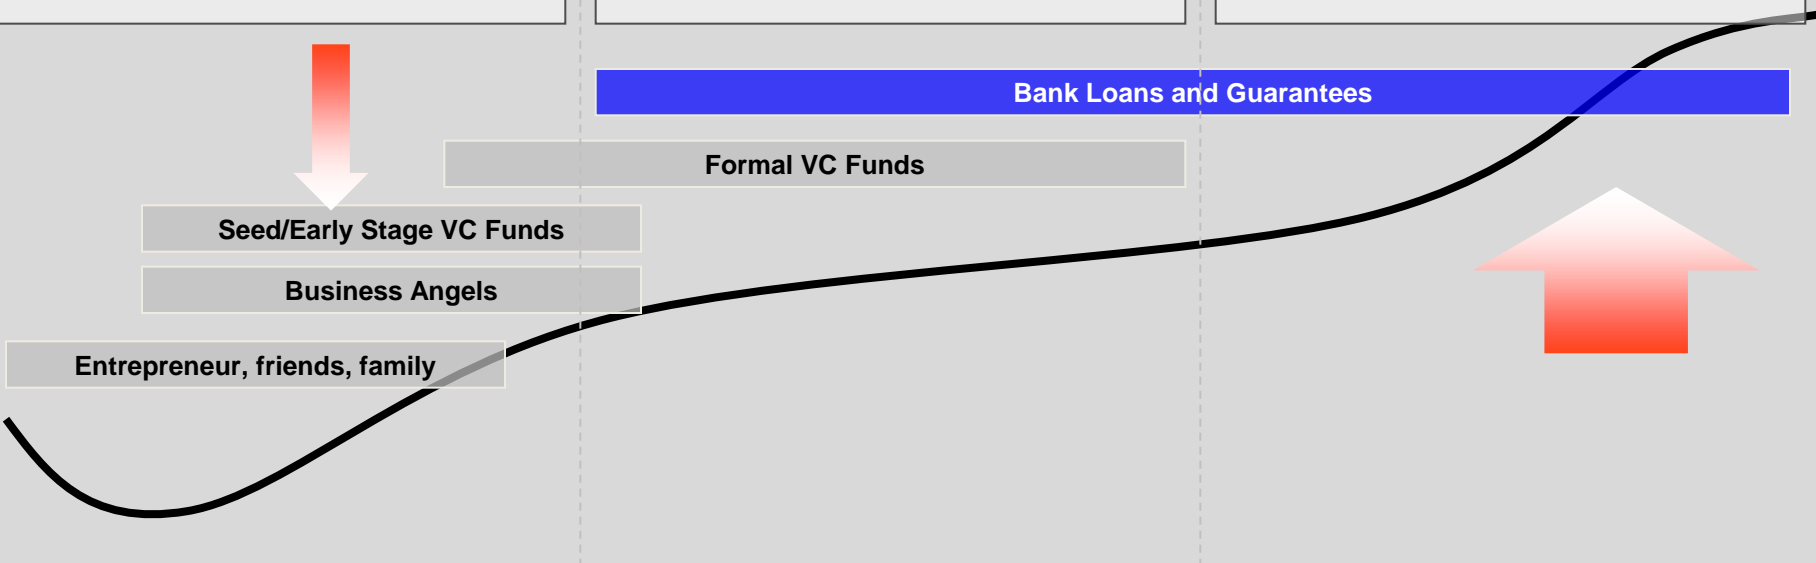 Bank Loans and Guarantees
Formal VC Funds
Seed/Early Stage VC Funds
Business Angels
Entrepreneur, friends, family